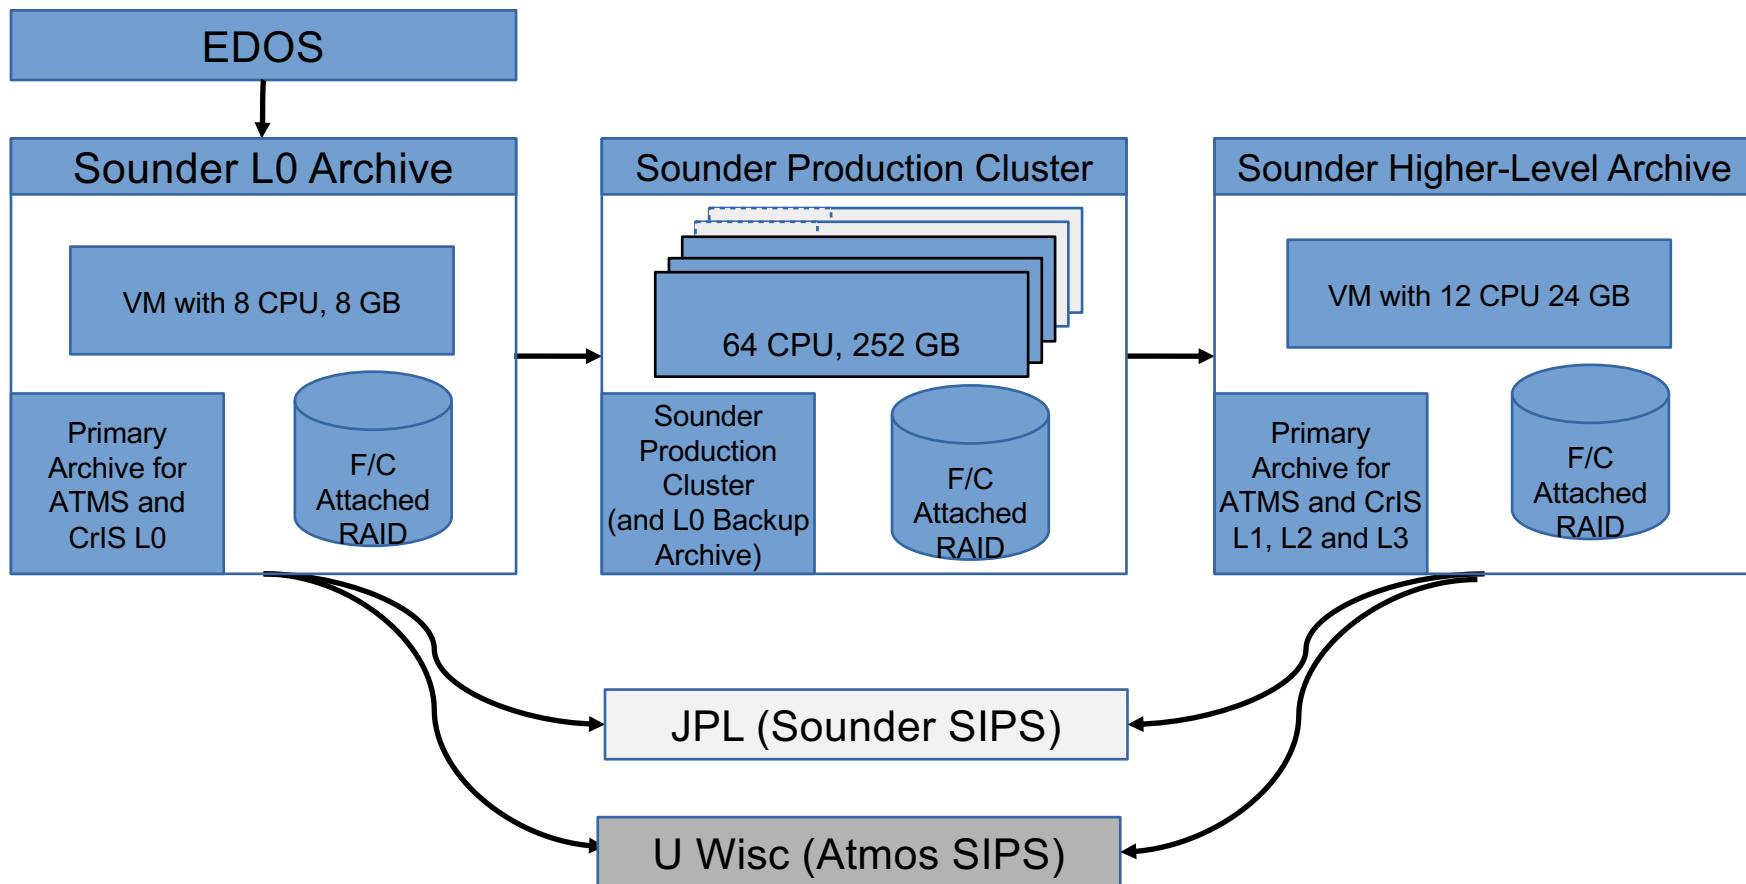 EDOS
Sounder L0 Archive
VM with 8 CPU, 8 GB
Primary
Archive for
ATMS and
CrIS L0
F/C
Attached
RAID
Sounder Production Cluster
64 CPU, 252 GB
Sounder
Production
Cluster
(and L0 Backup
Archive)
F/C
Attached
RAID
Sounder Higher-Level Archive
VM with 12 CPU 24 GB
Primary
Archive for
ATMS and CrIS
L1, L2 and L3
F/C
Attached
RAID
JPL (Sounder SIPS)
U Wisc (Atmos SIPS)